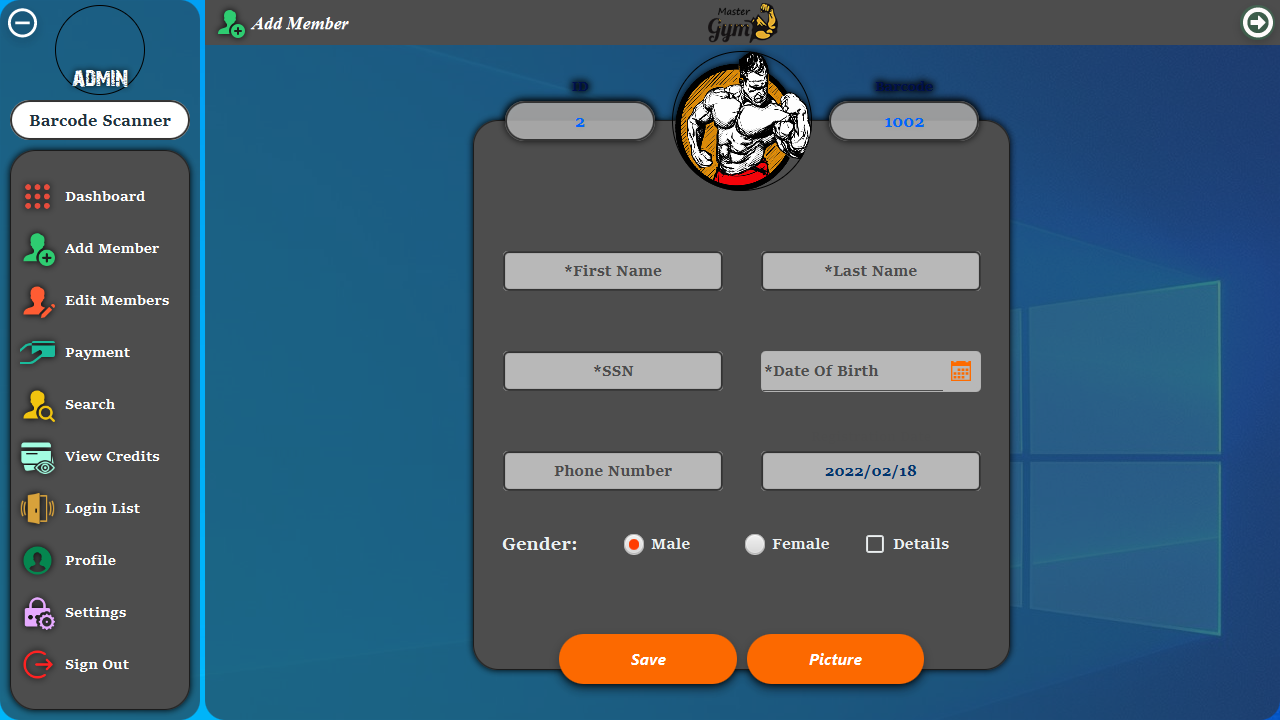 ADMIN
Barcode Scanner
Dashboard
Add Member
Edit Members
Payment
Search
View Credits
Login List
Profile
Settings
Sign Out
Add Member
Master
Gym
ID
Barcode
2
1002
*First Name
*Last Name
*SSN
*Date Of Birth
Phone Number
2022/02/18
Gender:
Male
Female
Details
Save
Picture